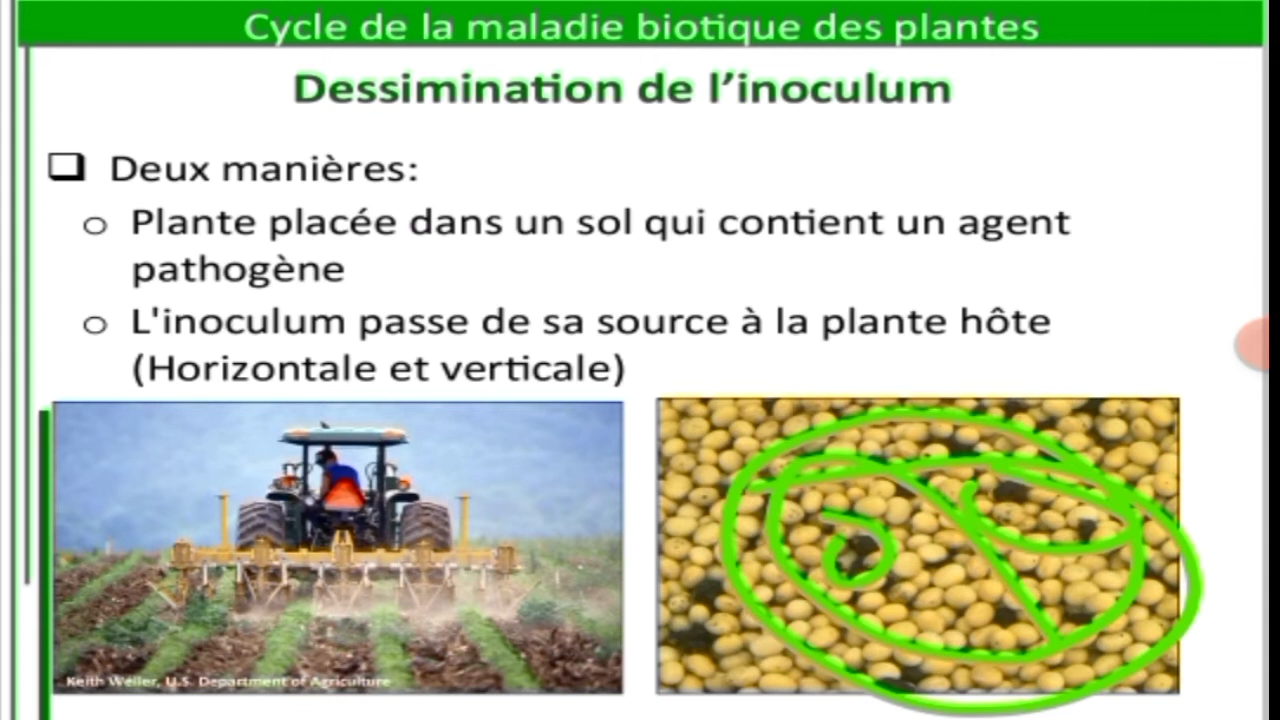 Cycle de la maladie biotique des plantes
Dessimination de l’inoculum
Deux manières:
o Plante placée dans un sol qui contient un agent
pathogène
o L'inoculum passe de sa source à la plante hôte
(Horizontale et verticale)
Keith Weller, U.S. Department of Agriculture